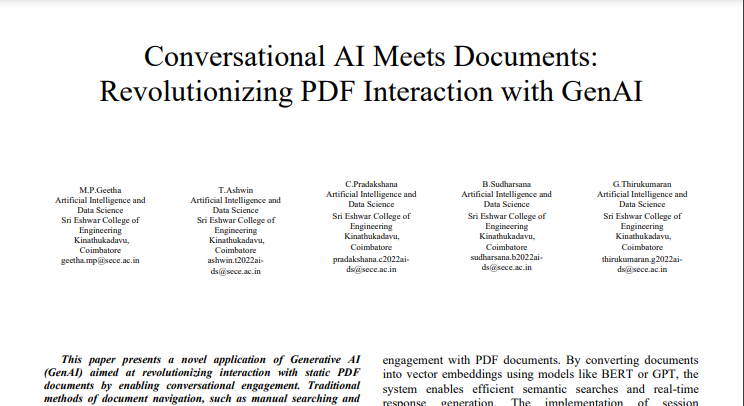 Conversational AI Meets Documents:
Revolutionizing PDF Interaction with GenAI
M.P.Geetha
Artificial Intelligence and
Data Science
Sri Eshwar College of
Engineering
Kinathukadavu,
Coimbatore
geetha.mp@sece.ac.in
T.Ashwin
Artificial Intelligence and
Data Science
Sri Eshwar College of
Engineering
Kinathukadavu,
Coimbatore
ashwin.t2022ai-
ds@sece.ac.in
C.Pradakshana
Artificial Intelligence and
Data Science
Sri Eshwar College of
Engineering
Kinathukadavu,
Coimbatore
pradakshana.c2022ai-
ds@sece.ac.in
B.Sudharsana
Artificial Intelligence and
Data Science
Sri Eshwar College of
Engineering
Kinathukadavu,
Coimbatore
sudharsana.b2022ai-
ds@sece.ac.in
G.Thirukumaran
Artificial Intelligence and
Data Science
Sri Eshwar College of
Engineering
Kinathukadavu,
Coimbatore
thirukumaran.g2022ai-
ds@sece.ac.in
This paper presents a novel application of Generative AI
(GenAI) aimed at revolutionizing interaction with static PDF
documents by enabling conversational engagement. Traditional
methods of document navigation, such as manual searching and
engagement with PDF documents. By converting documents
into vector embeddings using models like BERT or GPT, the
system enables efficient semantic searches and real-time
response generation. The implementation of session